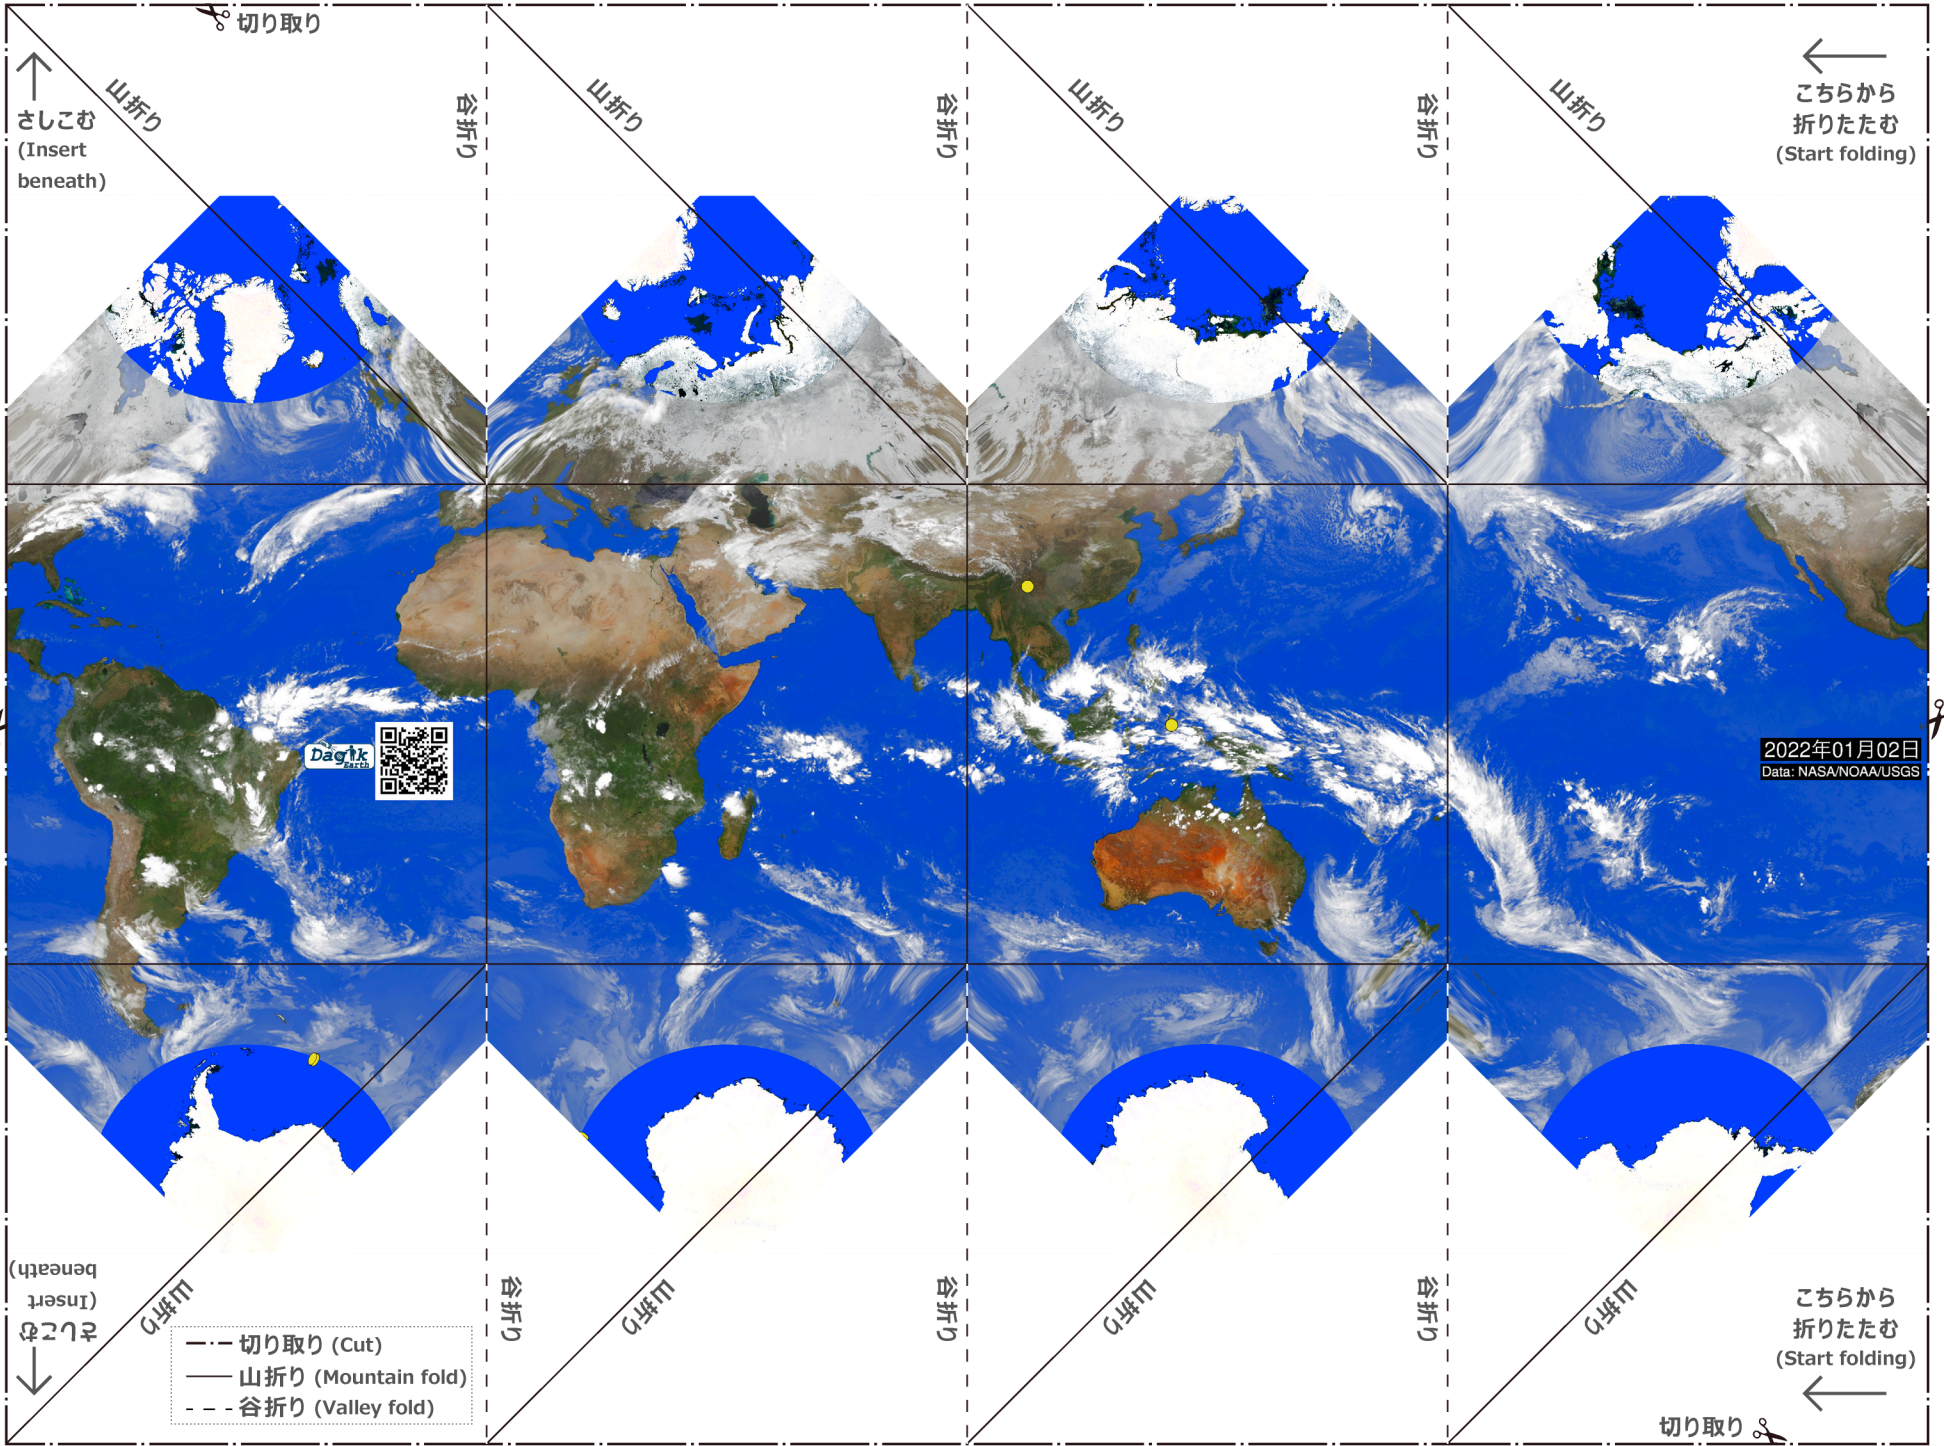 切り取り
山折り
谷折り
山折り
谷折り
山折り
谷折り
山折り
こちらから
折りたたむ
(Start folding)
さしこむ
(Insert
beneath)
Dagik
Earth
2022年01月02日
Data: NASA/NOAA/USGS
さしこむ
(Insert
beneath)
山折り
谷折り
山折り
谷折り
山折り
谷折り
山折り
こちらから
折りたたむ
(Start folding)
切り取り (Cut)
山折り (Mountain fold)
谷折り (Valley fold)
切り取り